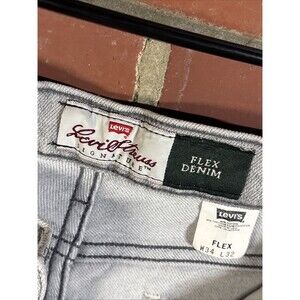 Levi's
Levi Strauss
SIGNATURE
FLEX
DENIM
Levi's
FLEX
W34 L32